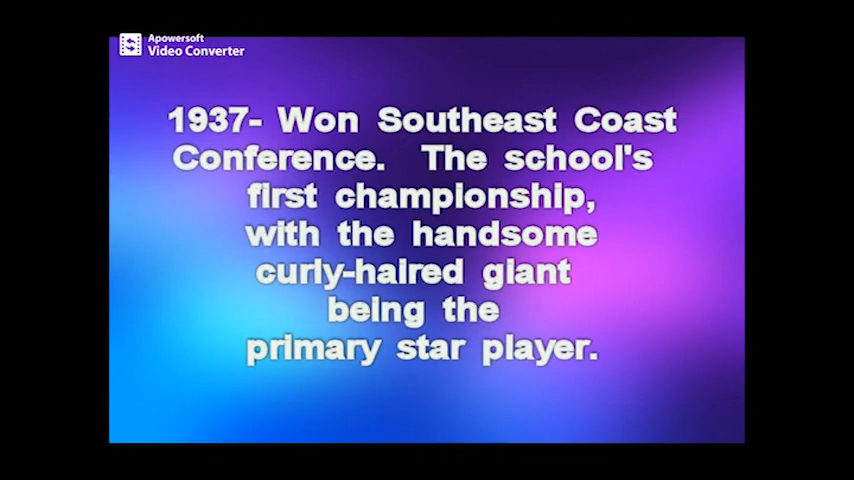 Apowersoft
Video Converter
1937- Won Southeast Coast
Conference. The school's
first championship,
with the handsome
curly-haired giant
being the
primary star player.